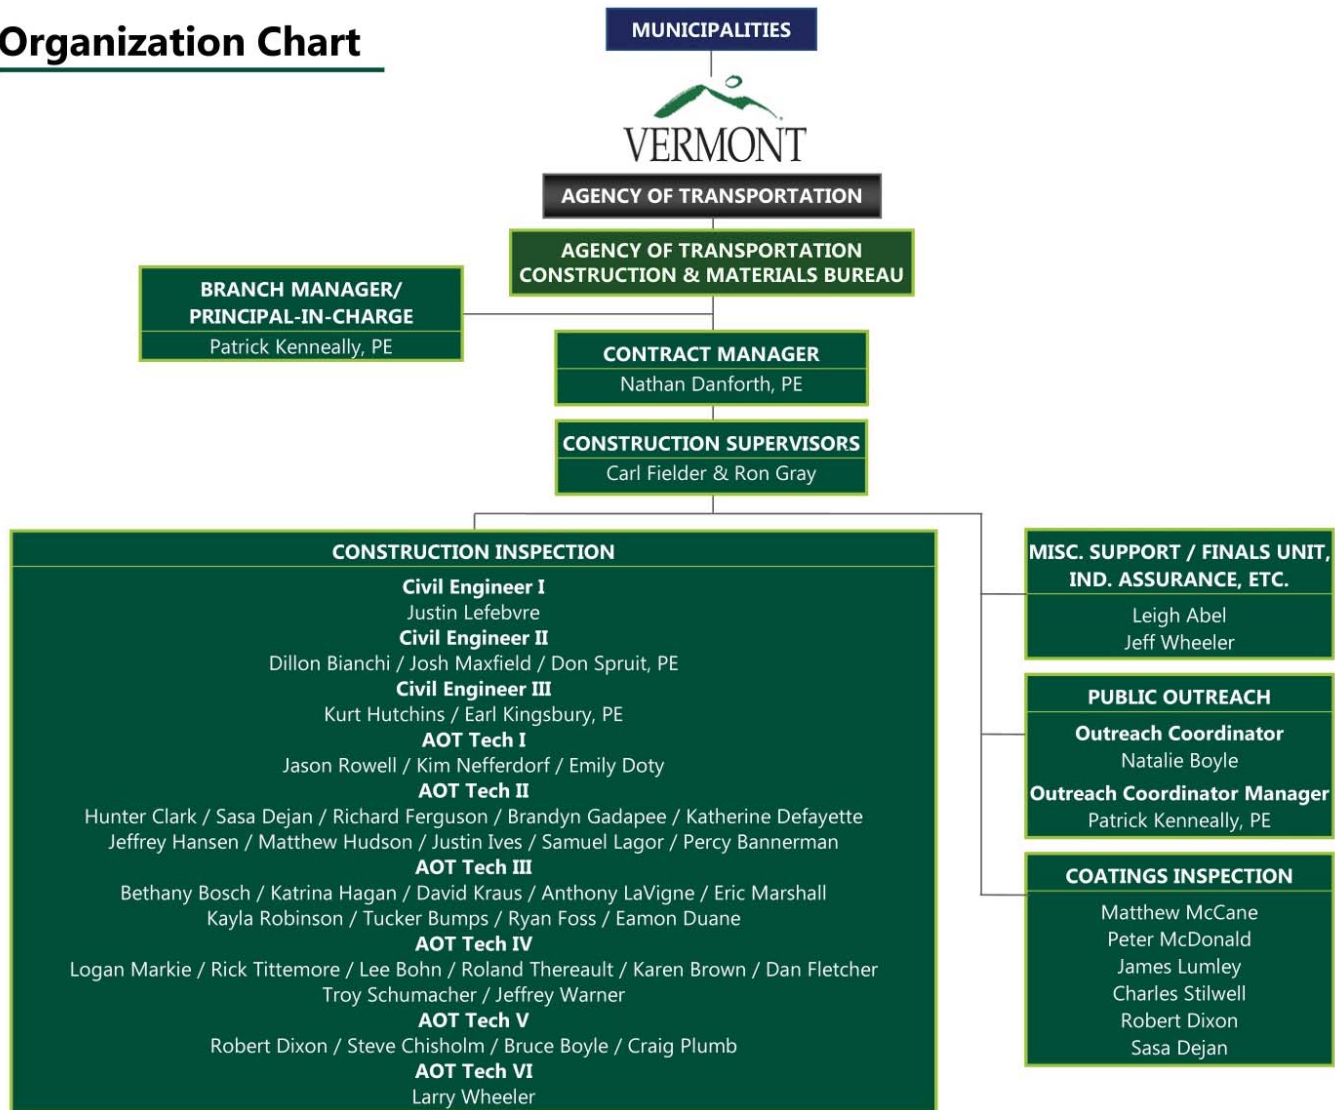 Organization Chart
MUNICIPALITIES
VERMONT
AGENCY OF TRANSPORTATION
AGENCY OF TRANSPORTATION
CONSTRUCTION & MATERIALS BUREAU
BRANCH MANAGER/
PRINCIPAL-IN-CHARGE
Patrick Kenneally, PE
CONTRACT MANAGER
Nathan Danforth, PE
CONSTRUCTION SUPERVISORS
Carl Fielder & Ron Gray
CONSTRUCTION INSPECTION
Civil Engineer I
Justin Lefebvre
Civil Engineer II
Dillon Bianchi / Josh Maxfield / Don Spruit, PE
Civil Engineer III
Kurt Hutchins / Earl Kingsbury, PE
AOT Tech I
Jason Rowell / Kim Nefferdorf / Emily Doty
AOT Tech II
Hunter Clark / Sasa Dejan / Richard Ferguson / Brandyn Gadapee / Katherine Defayette
Jeffrey Hansen / Matthew Hudson / Justin Ives / Samuel Lagor / Percy Bannerman
AOT Tech III
Bethany Bosch / Katrina Hagan / David Kraus / Anthony LaVigne / Eric Marshall
Kayla Robinson / Tucker Bumps / Ryan Foss / Eamon Duane
AOT Tech IV
Logan Markie / Rick Tittemore / Lee Bohn / Roland Thereault / Karen Brown / Dan Fletcher
Troy Schumacher / Jeffrey Warner
AOT Tech V
Robert Dixon / Steve Chisholm / Bruce Boyle / Craig Plumb
AOT Tech VI
Larry Wheeler
MISC. SUPPORT / FINALS UNIT,
IND. ASSURANCE, ETC.
Leigh Abel
Jeff Wheeler
PUBLIC OUTREACH
Outreach Coordinator
Natalie Boyle
Outreach Coordinator Manager
Patrick Kenneally, PE
COATINGS INSPECTION
Matthew McCane
Peter McDonald
James Lumley
Charles Stilwell
Robert Dixon
Sasa Dejan